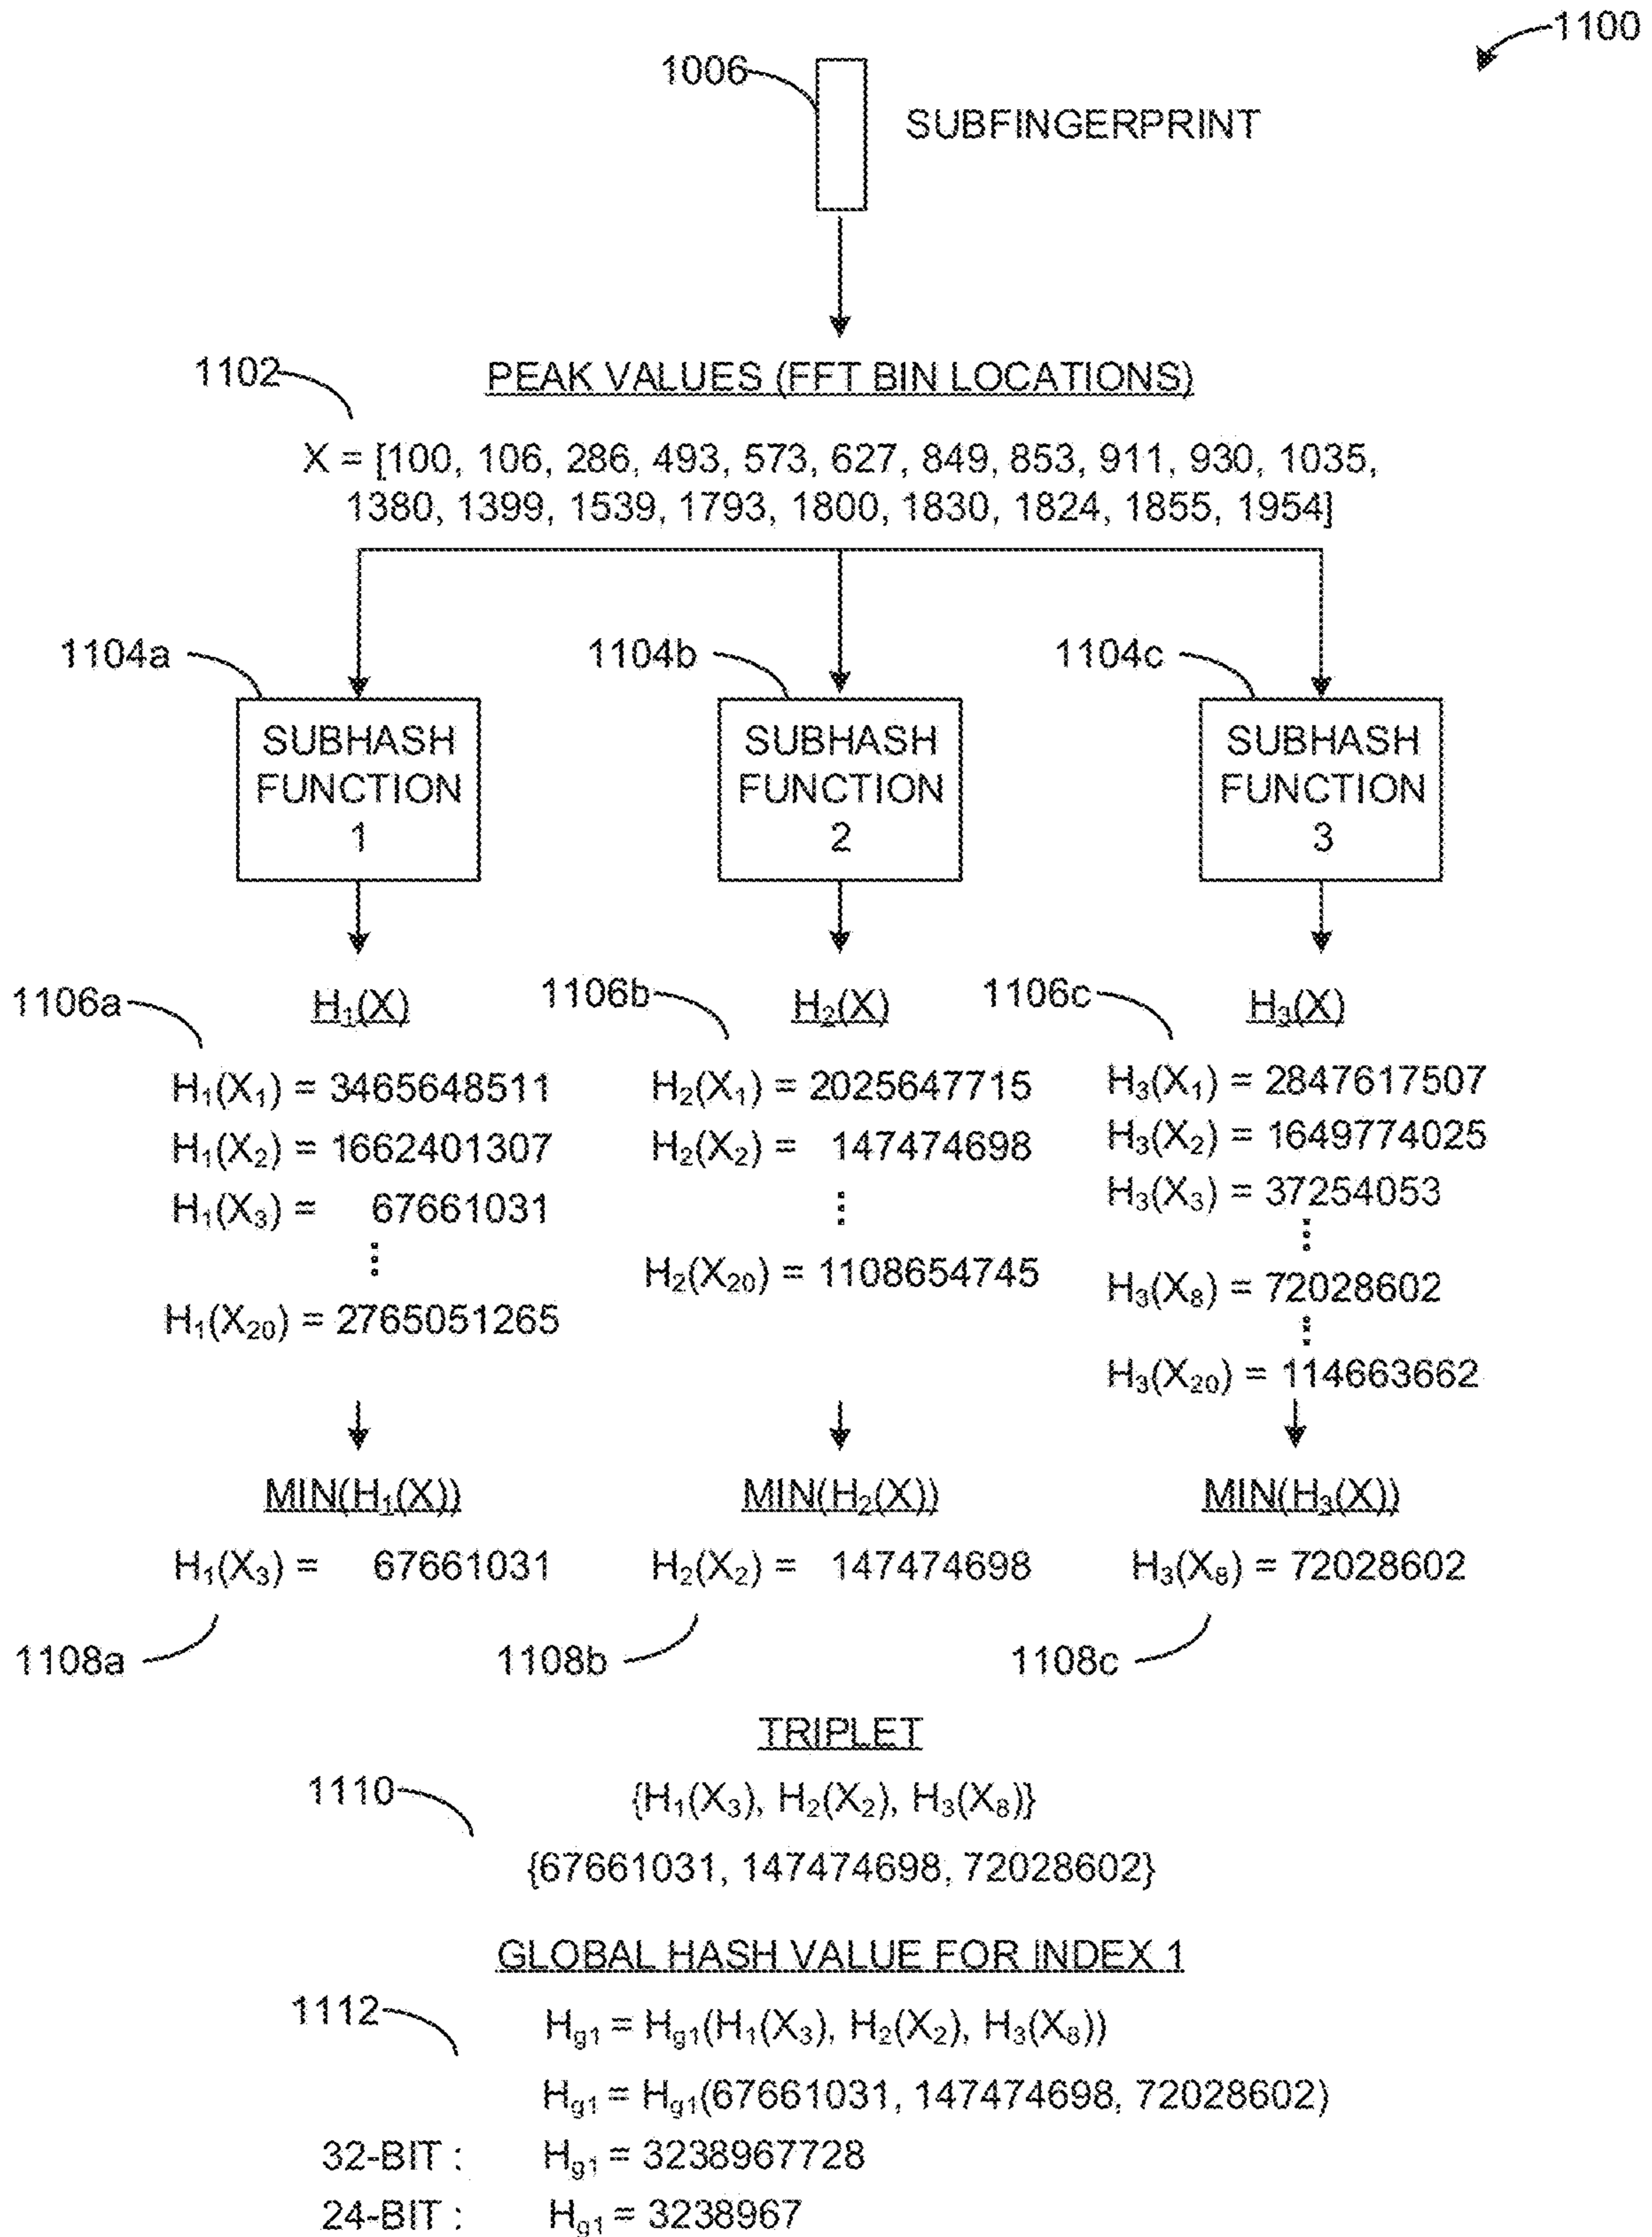 1100
1006
SUBFINGERPRINT
1102
PEAK VALUES (FFT BIN LOCATIONS)
X = [100, 106, 286, 493, 573, 627, 849, 853, 911, 930, 1035,
1380, 1399, 1539, 1793, 1800, 1830, 1824, 1855, 1954]
1104a
1104b
1104c
SUBHASH
FUNCTION
1
SUBHASH
FUNCTION
2
SUBHASH
FUNCTION
3
1106a
H₁(X)
H₁(X₁) = 3465648511
H₁(X₂) = 1662401307
H₁(X₃) = 67661031
⋮
H₁(X₂₀) = 2765051265
1106b
H₂(X)
H₂(X₁) = 2025647715
H₂(X₂) = 147474698
⋮
H₂(X₂₀) = 1108654745
1106c
H₃(X)
H₃(X₁) = 2847617507
H₃(X₂) = 1649774025
H₃(X₃) = 37254053
⋮
H₃(X₈) = 72028602
⋮
H₃(X₂₀) = 114663662
MIN(H₁(X))
H₁(X₃) = 67661031
1108a
MIN(H₂(X))
H₂(X₂) = 147474698
1108b
MIN(H₃(X))
H₃(X₈) = 72028602
1108c
TRIPLET
1110
{H₁(X₃), H₂(X₂), H₃(X₈)}
{67661031, 147474698, 72028602}
GLOBAL HASH VALUE FOR INDEX 1
1112
Hg1 = Hg1(H₁(X₃), H₂(X₂), H₃(X₈))
Hg1 = Hg1(67661031, 147474698, 72028602)
32-BIT : Hg1 = 3238967728
24-BIT : Hg1 = 3238967